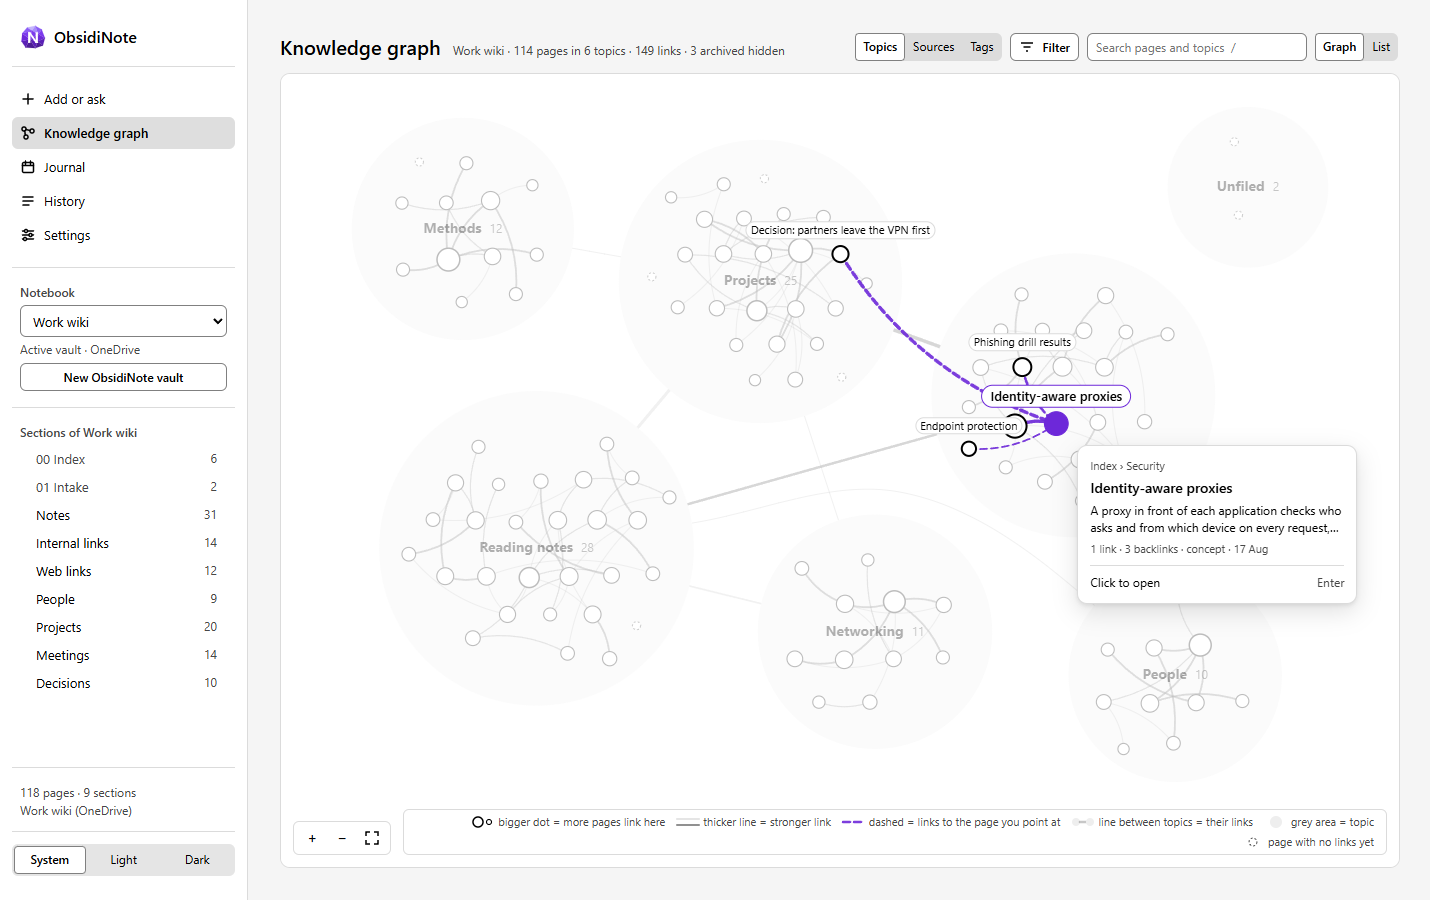 ObsidiNote
Add or ask
Knowledge graph
Journal
History
Settings
Notebook
Work wiki
Active vault · OneDrive
New ObsidiNote vault
Sections of Work wiki
00 Index 6
01 Intake 2
Notes 31
Internal links 14
Web links 12
People 9
Projects 20
Meetings 14
Decisions 10
118 pages · 9 sections
Work wiki (OneDrive)
System Light Dark
Knowledge graph Work wiki · 114 pages in 6 topics · 149 links · 3 archived hidden
Topics Sources Tags Filter Search pages and topics / Graph List
Unfiled 2
Methods 12
Decision: partners leave the VPN first
Projects 25
Phishing drill results
Identity-aware proxies
Endpoint protection
Index › Security
Identity-aware proxies
A proxy in front of each application checks who
asks and from which device on every request,...
1 link · 3 backlinks · concept · 17 Aug
Click to open Enter
Reading notes 28
Networking 11
People 10
+ −
bigger dot = more pages link here thicker line = stronger link dashed = links to the page you point at line between topics = their links grey area = topic
page with no links yet